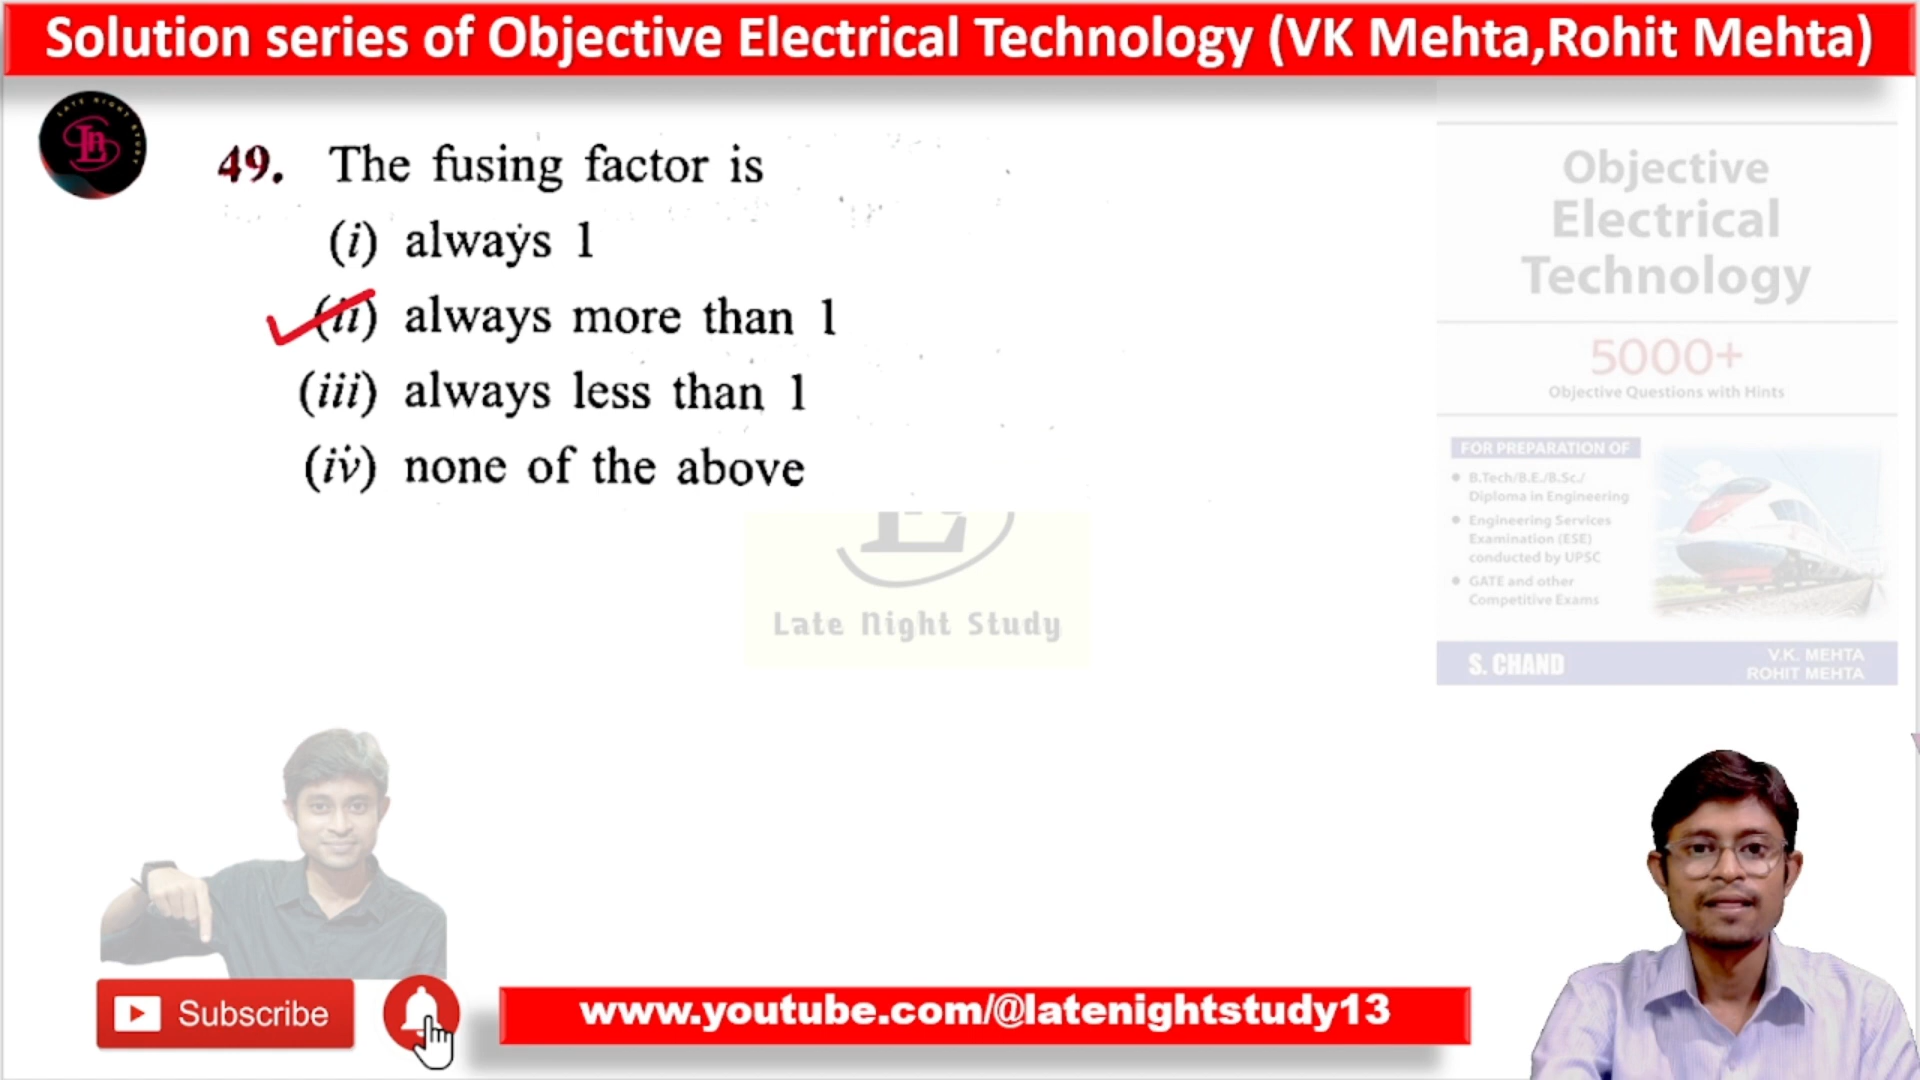 Solution series of Objective Electrical Technology (VK Mehta,Rohit Mehta)
LATE NIGHT STUDY
49. The fusing factor is
(i) always 1
(ii) always more than 1
(iii) always less than 1
(iv) none of the above
Late Night Study
Objective
Electrical
Technology
5000+
Objective Questions with Hints
FOR PREPARATION OF
• B.Tech/B.E./B.Sc./
Diploma in Engineering
• Engineering Services
Examination (ESE)
conducted by UPSC
• GATE and other
Competitive Exams
S. CHAND
V.K. MEHTA
ROHIT MEHTA
Subscribe
www.youtube.com/@latenightstudy13